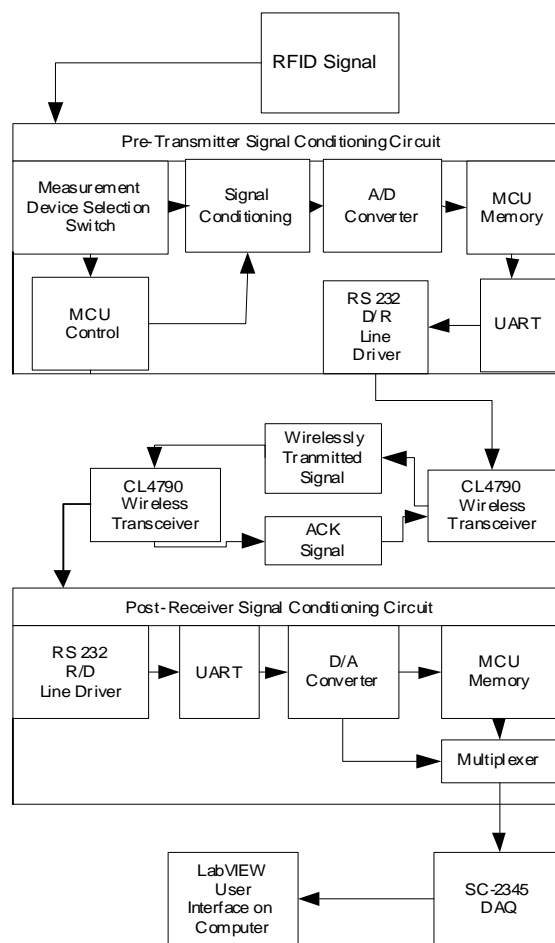 RFID Signal
Pre-Transmitter Signal Conditioning Circuit
Measurement
Device Selection
Switch
Signal
Conditioning
A/D
Converter
MCU
Memory
MCU
Control
RS 232
D/R
Line
Driver
UART
Wirelessly
Tranmitted
Signal
CL4790
Wireless
Transceiver
CL4790
Wireless
Transceiver
ACK
Signal
Post-Receiver Signal Conditioning Circuit
RS 232
R/D
Line Driver
UART
D/A
Converter
MCU
Memory
Multiplexer
LabVIEW
User
Interface on
Computer
SC-2345
DAQ